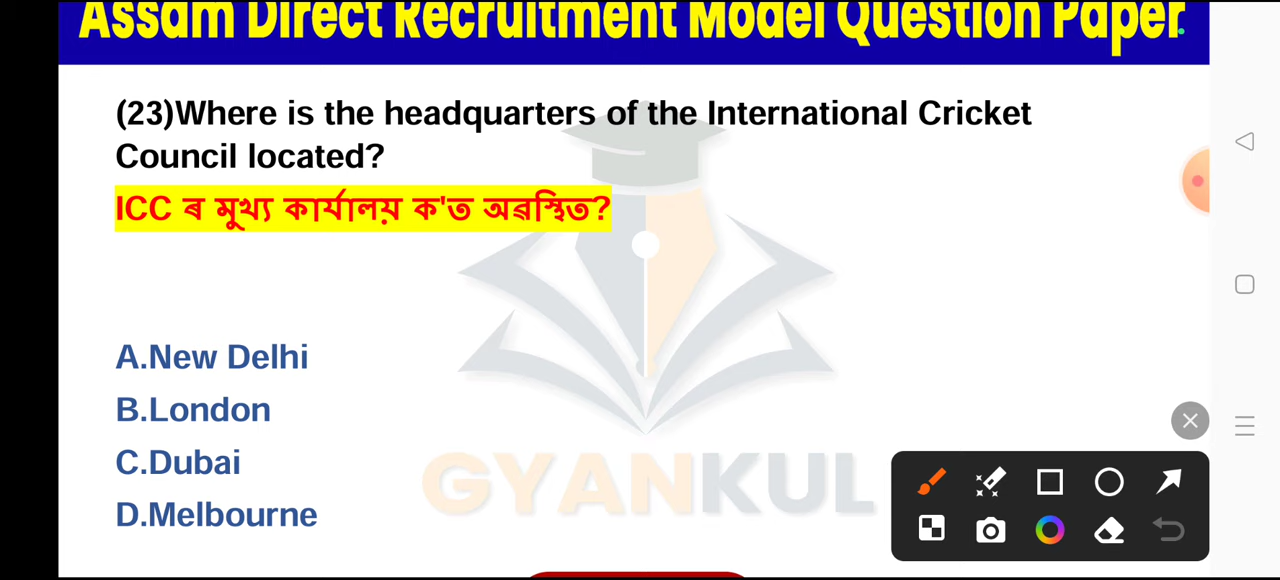 Assam Direct Recruitment Model Question Paper
(23)Where is the headquarters of the International Cricket
Council located?
ICC ৰ মুখ্য কাৰ্যালয় ক'ত অৱস্থিত?
A.New Delhi
B.London
C.Dubai
D.Melbourne
GYANKUL